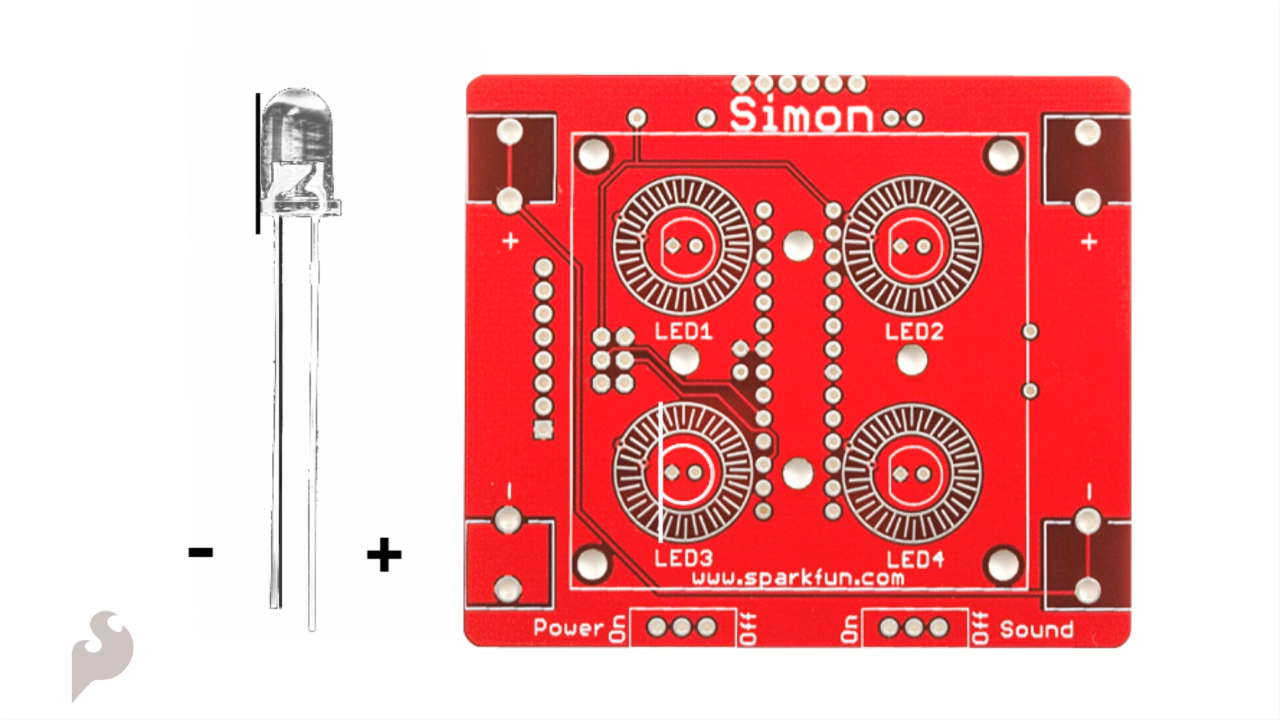 Simon
+ +
LED1 LED2
- -
LED3 LED4
www.sparkfun.com
- +
Power On Off On Off Sound